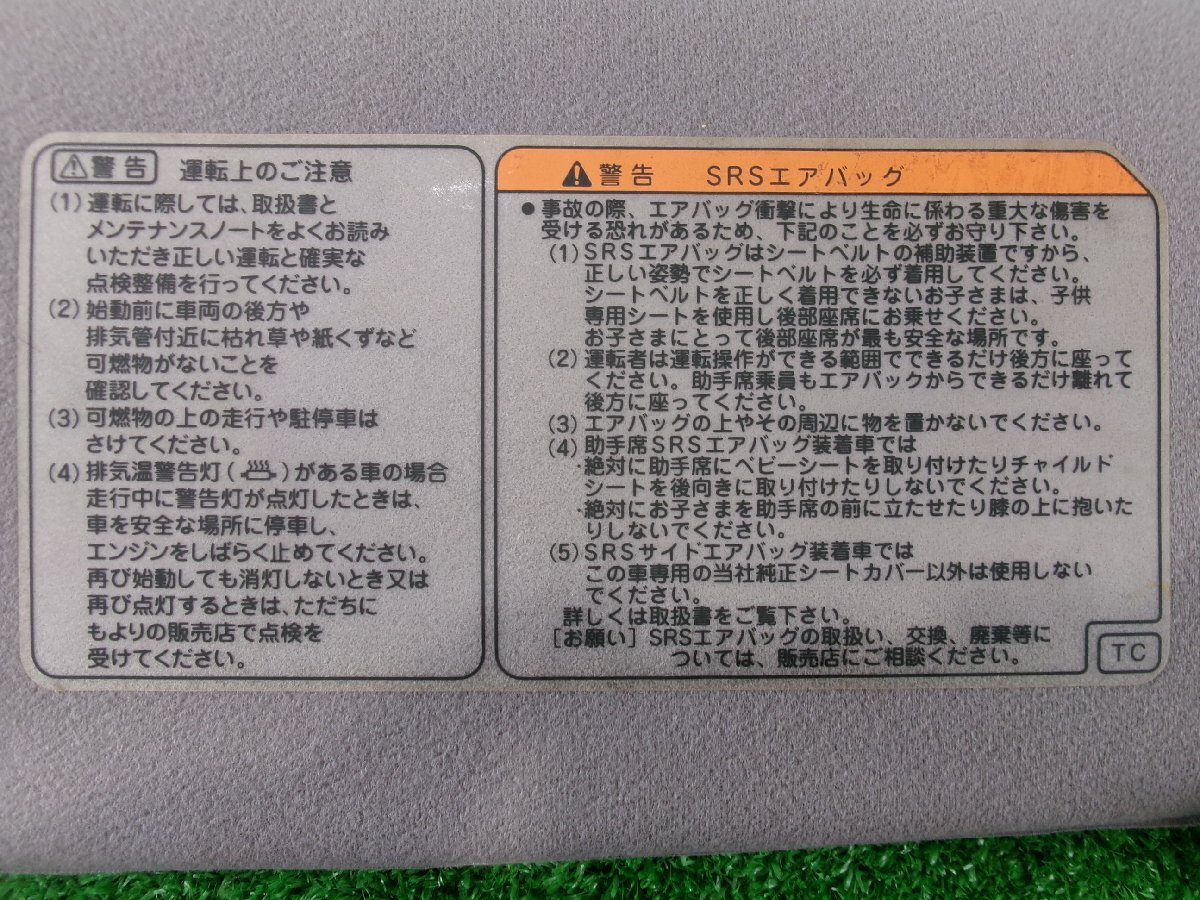 ⚠警告 運転上のご注意
(1)運転に際しては、取扱書と
メンテナンスノートをよくお読み
いただき正しい運転と確実な
点検整備を行ってください。
(2)始動前に車両の後方や
排気管付近に枯れ草や紙くずなど
可燃物がないことを
確認してください。
(3)可燃物の上の走行や駐停車は
さけてください。
(4)排気温警告灯( )がある車の場合
走行中に警告灯が点灯したときは、
車を安全な場所に停車し、
エンジンをしばらく止めてください。
再び始動しても消灯しないとき又は
再び点灯するときは、ただちに
もよりの販売店で点検を
受けてください。
⚠警告 SRSエアバッグ
●事故の際、エアバッグ衝撃により生命に係わる重大な傷害を
受ける恐れがあるため、下記のことを必ずお守り下さい。
(1)SRSエアバッグはシートベルトの補助装置ですから、
正しい姿勢でシートベルトを必ず着用してください。
シートベルトを正しく着用できないお子さまは、子供
専用シートを使用し後部座席にお乗せください。
お子さまにとって後部座席が最も安全な場所です。
(2)運転者は運転操作ができる範囲でできるだけ後方に座って
ください。助手席乗員もエアバックからできるだけ離れて
後方に座ってください。
(3)エアバッグの上やその周辺に物を置かないでください。
(4)助手席SRSエアバッグ装着車では
・絶対に助手席にベビーシートを取り付けたりチャイルド
シートを後向きに取り付けたりしないでください。
・絶対にお子さまを助手席の前に立たせたり膝の上に抱いた
りしないでください。
(5)SRSサイドエアバッグ装着車では
この車専用の当社純正シートカバー以外は使用しない
でください。
詳しくは取扱書をご覧下さい。
[お願い]SRSエアバッグの取扱い、交換、廃棄等に
ついては、販売店にご相談ください。
TC